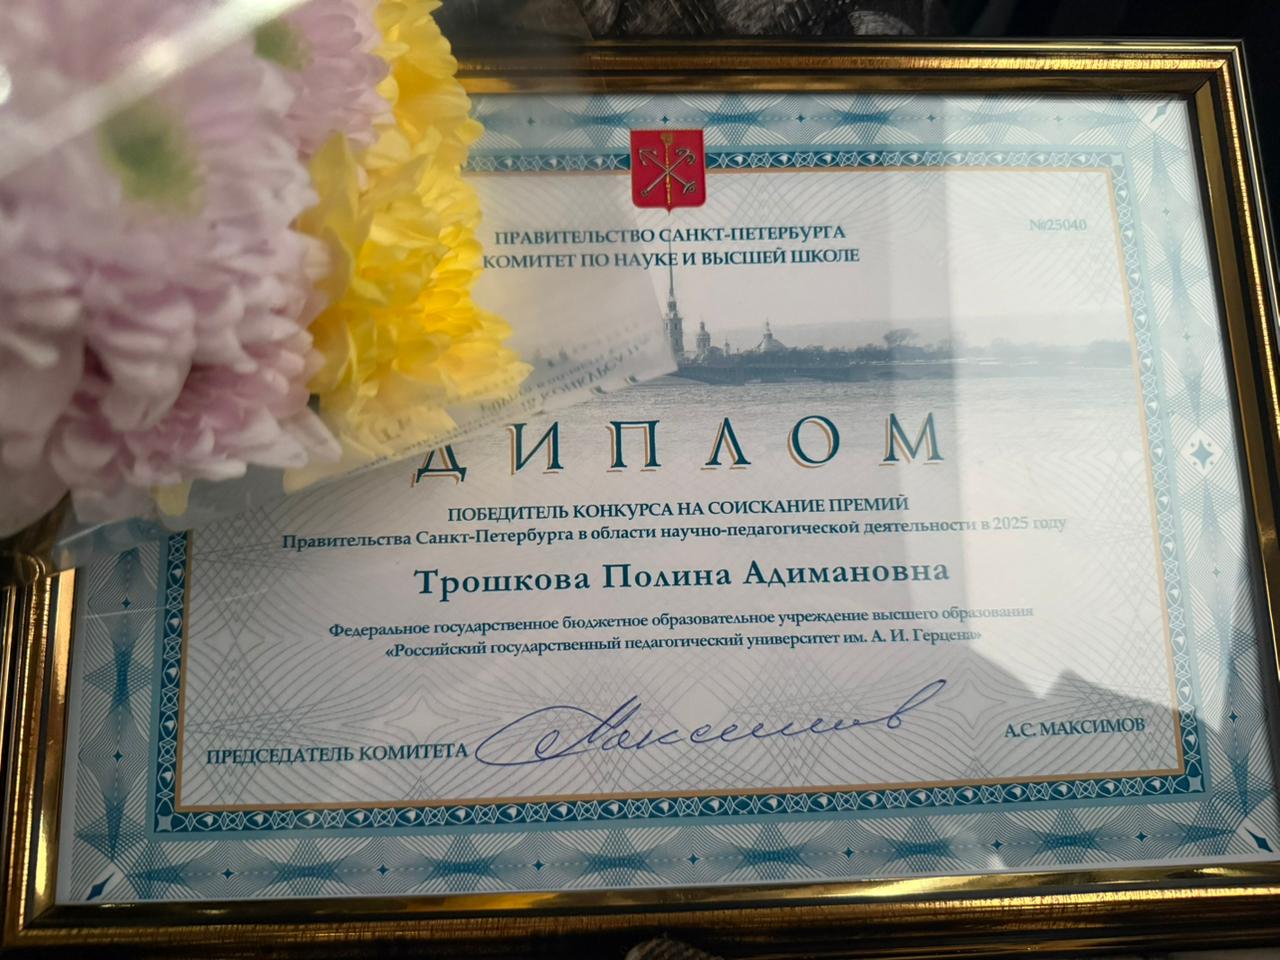 ПРАВИТЕЛЬСТВО САНКТ-ПЕТЕРБУРГА
КОМИТЕТ ПО НАУКЕ И ВЫСШЕЙ ШКОЛЕ
№25040
ДИПЛОМ
ПОБЕДИТЕЛЬ КОНКУРСА НА СОИСКАНИЕ ПРЕМИЙ
Правительства Санкт-Петербурга в области научно-педагогической деятельности в 2025 году
Трошкова Полина Адимановна
Федеральное государственное бюджетное образовательное учреждение высшего образования
«Российский государственный педагогический университет им. А. И. Герцена»
ПРЕДСЕДАТЕЛЬ КОМИТЕТА
А.С. МАКСИМОВ